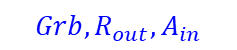 Grb, R_out, A_in